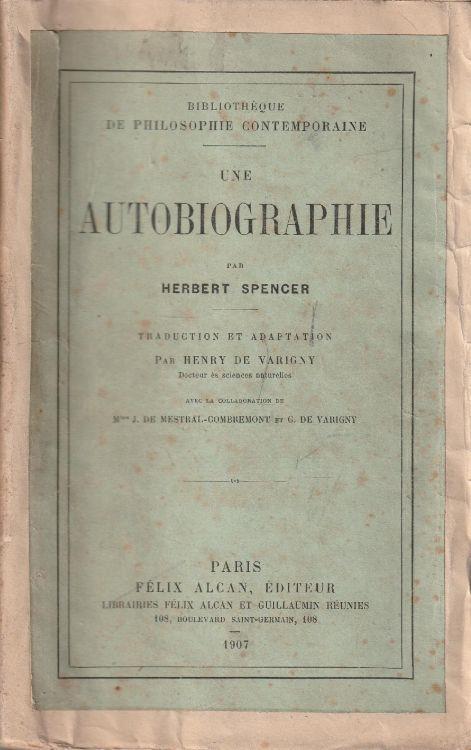 BIBLIOTHÈQUE
DE PHILOSOPHIE CONTEMPORAINE
UNE
AUTOBIOGRAPHIE
PAR
HERBERT SPENCER
TRADUCTION ET ADAPTATION
PAR HENRY DE VARIGNY
Docteur ès sciences naturelles
AVEC LA COLLABORATION DE
Mmes J. DE MESTRAL-COMBREMONT ET G. DE VARIGNY
PARIS
FÉLIX ALCAN, ÉDITEUR
LIBRAIRIES FÉLIX ALCAN ET GUILLAUMIN RÉUNIES
108, BOULEVARD SAINT-GERMAIN, 108
1907